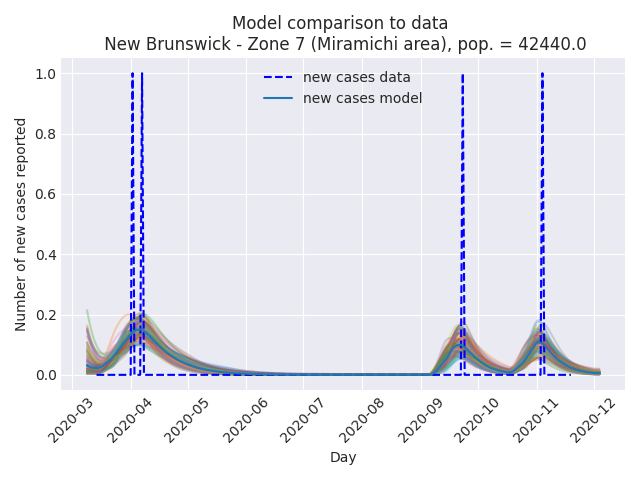 Model comparison to data
New Brunswick - Zone 7 (Miramichi area), pop. = 42440.0
new cases data
new cases model
Number of new cases reported
1.0
0.8
0.6
0.4
0.2
0.0
2020-03
2020-04
2020-05
2020-06
2020-07
2020-08
2020-09
2020-10
2020-11
2020-12
Day